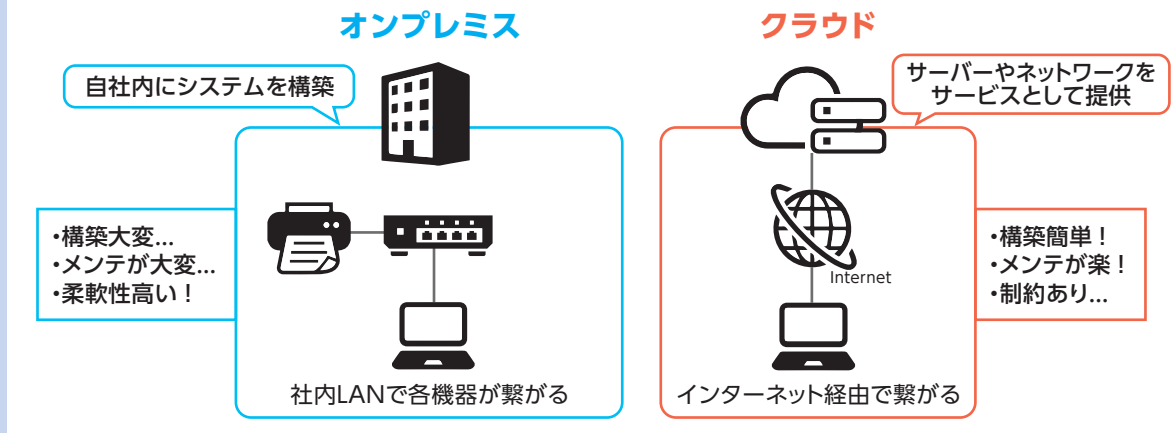 オンプレミス
自社内にシステムを構築
・構築大変...
・メンテが大変...
・柔軟性高い！
社内LANで各機器が繋がる
クラウド
サーバーやネットワークを
サービスとして提供
Internet
・構築簡単！
・メンテが楽！
・制約あり...
インターネット経由で繋がる